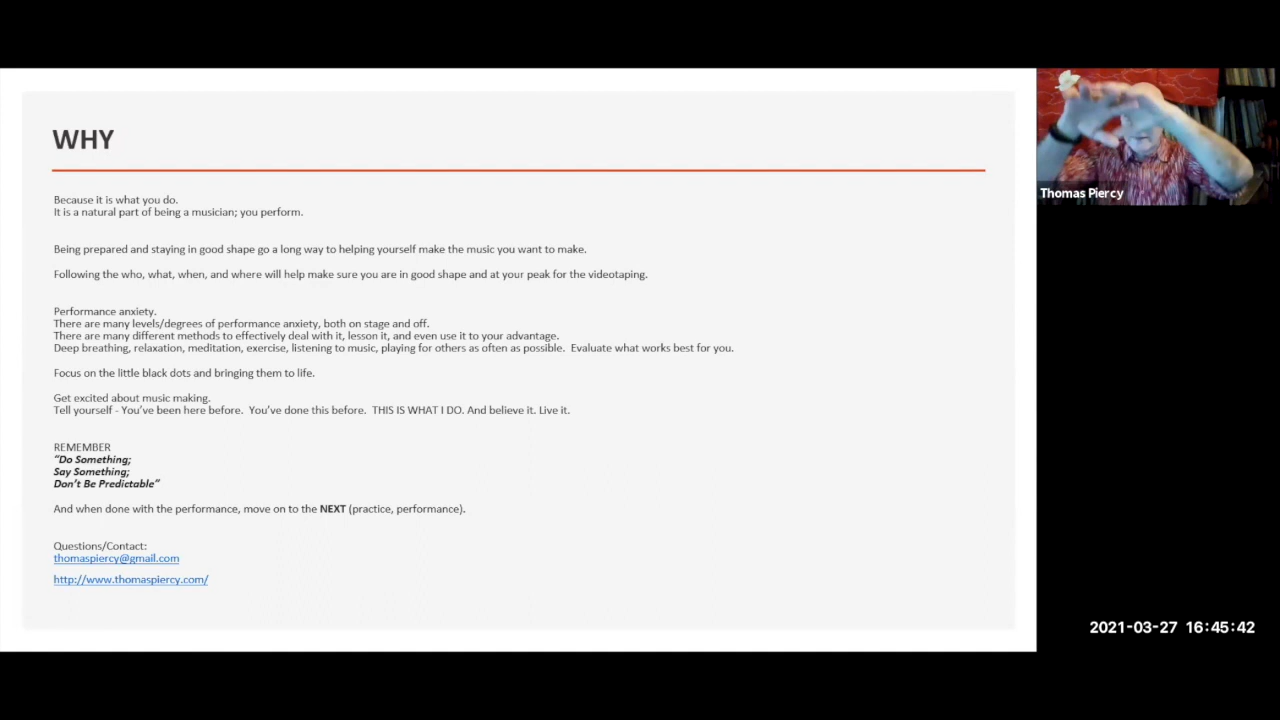 WHY
Because it is what you do.
It is a natural part of being a musician; you perform.
Being prepared and staying in good shape go a long way to helping yourself make the music you want to make.
Following the who, what, when, and where will help make sure you are in good shape and at your peak for the videotaping.
Performance anxiety.
There are many levels/degrees of performance anxiety, both on stage and off.
There are many different methods to effectively deal with it, lesson it, and even use it to your advantage.
Deep breathing, relaxation, meditation, exercise, listening to music, playing for others as often as possible.  Evaluate what works best for you.
Focus on the little black dots and bringing them to life.
Get excited about music making.
Tell yourself - You’ve been here before.  You’ve done this before.  THIS IS WHAT I DO. And believe it. Live it.
REMEMBER
“Do Something;
Say Something;
Don’t Be Predictable”
And when done with the performance, move on to the NEXT (practice, performance).
Questions/Contact:
thomaspiercy@gmail.com
http://www.thomaspiercy.com/
Thomas Piercy
2021-03-27 16:45:42